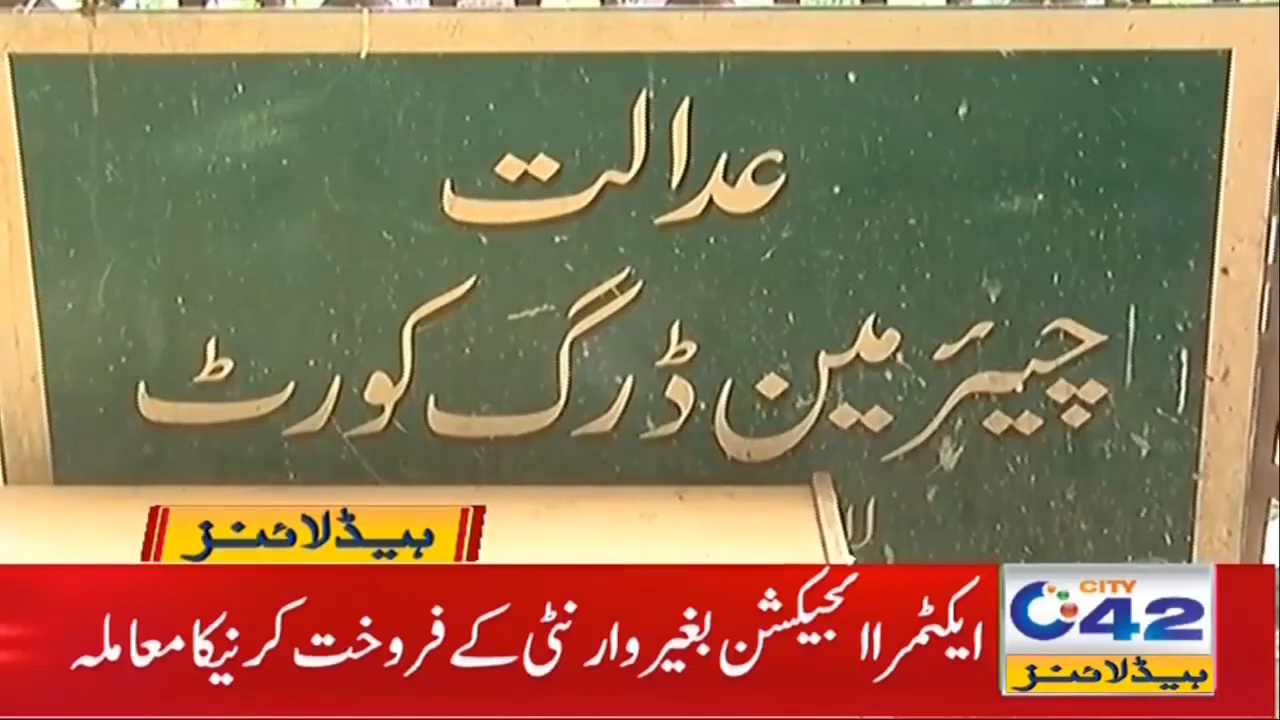 عدالت
چیئرمین ڈرگ کورٹ
ہیڈلائنز
ایکٹمرا انجیکشن بغیر وارنٹی کے فروخت کرنیکا معاملہ
CITY
42
ہیڈلائنز